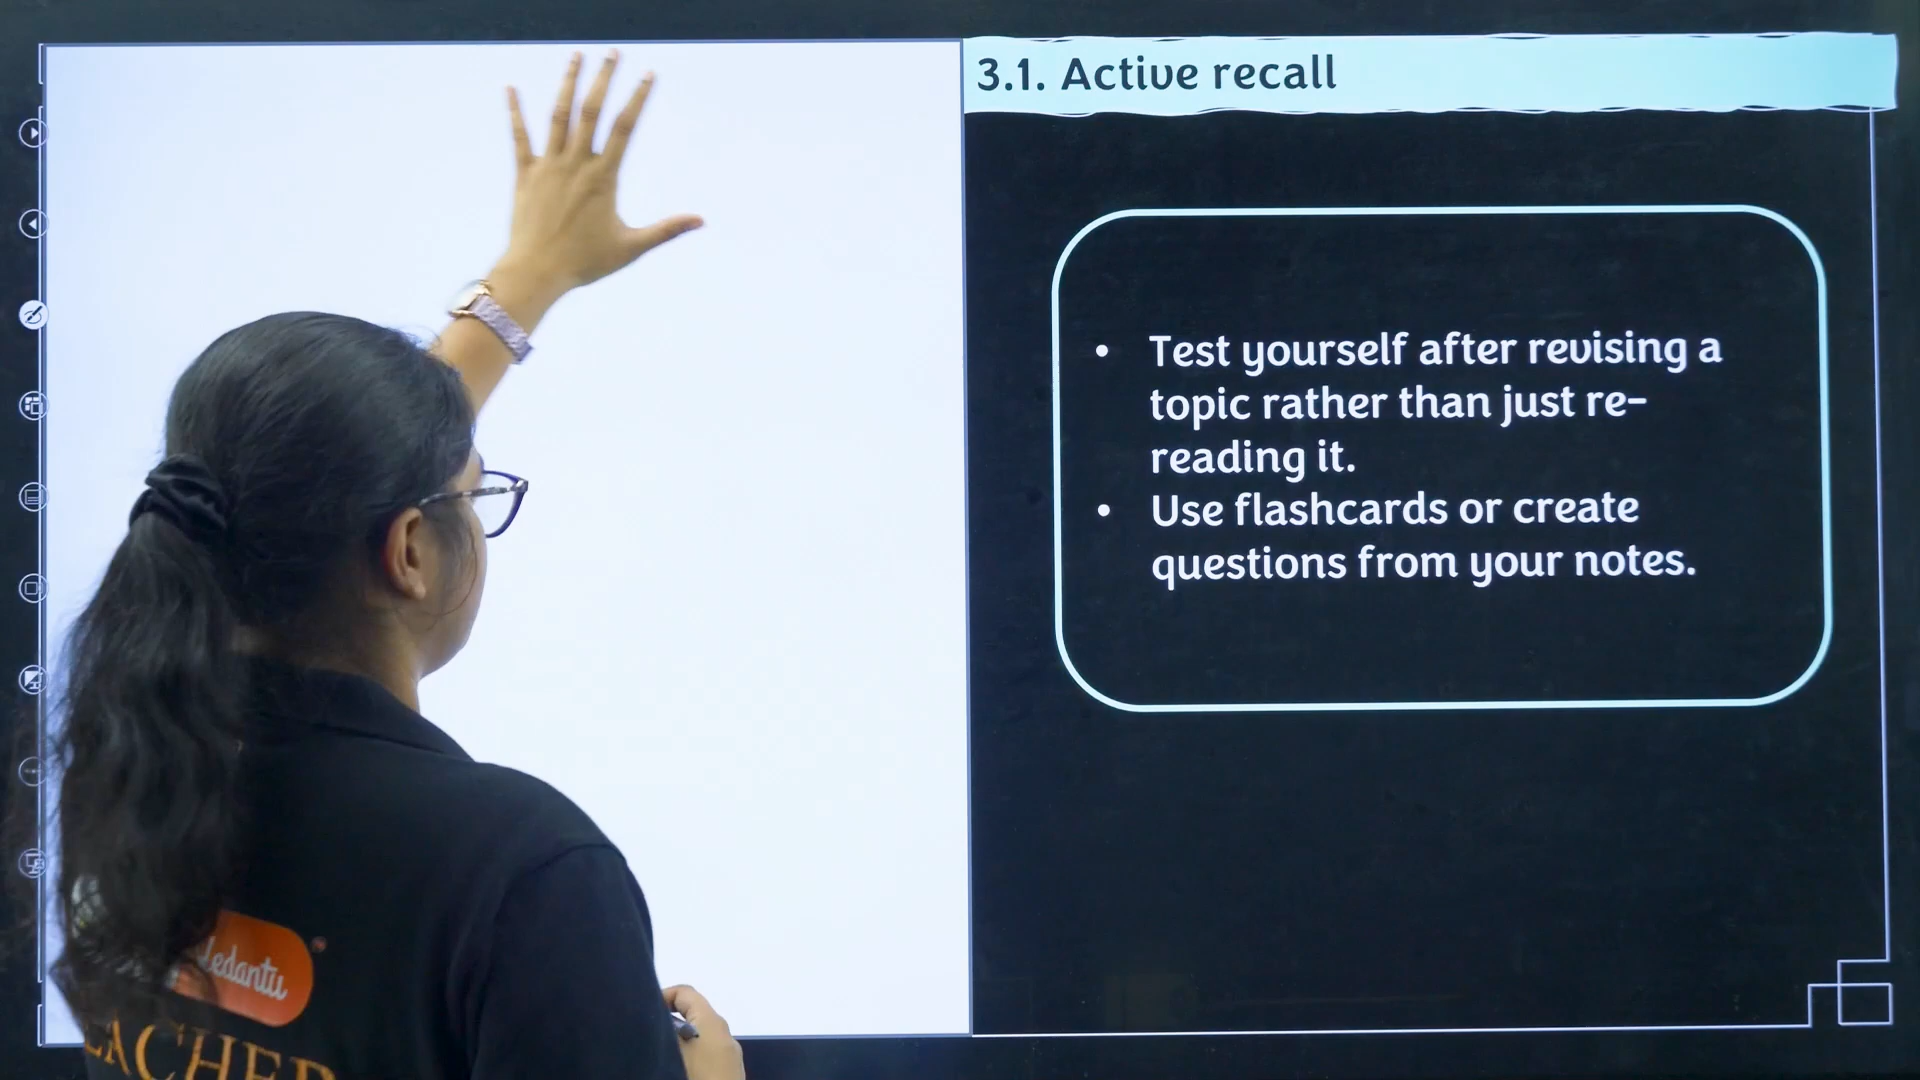 3.1. Active recall
• Test yourself after revising a
topic rather than just re-
reading it.
• Use flashcards or create
questions from your notes.
Vedantu
TEACHER